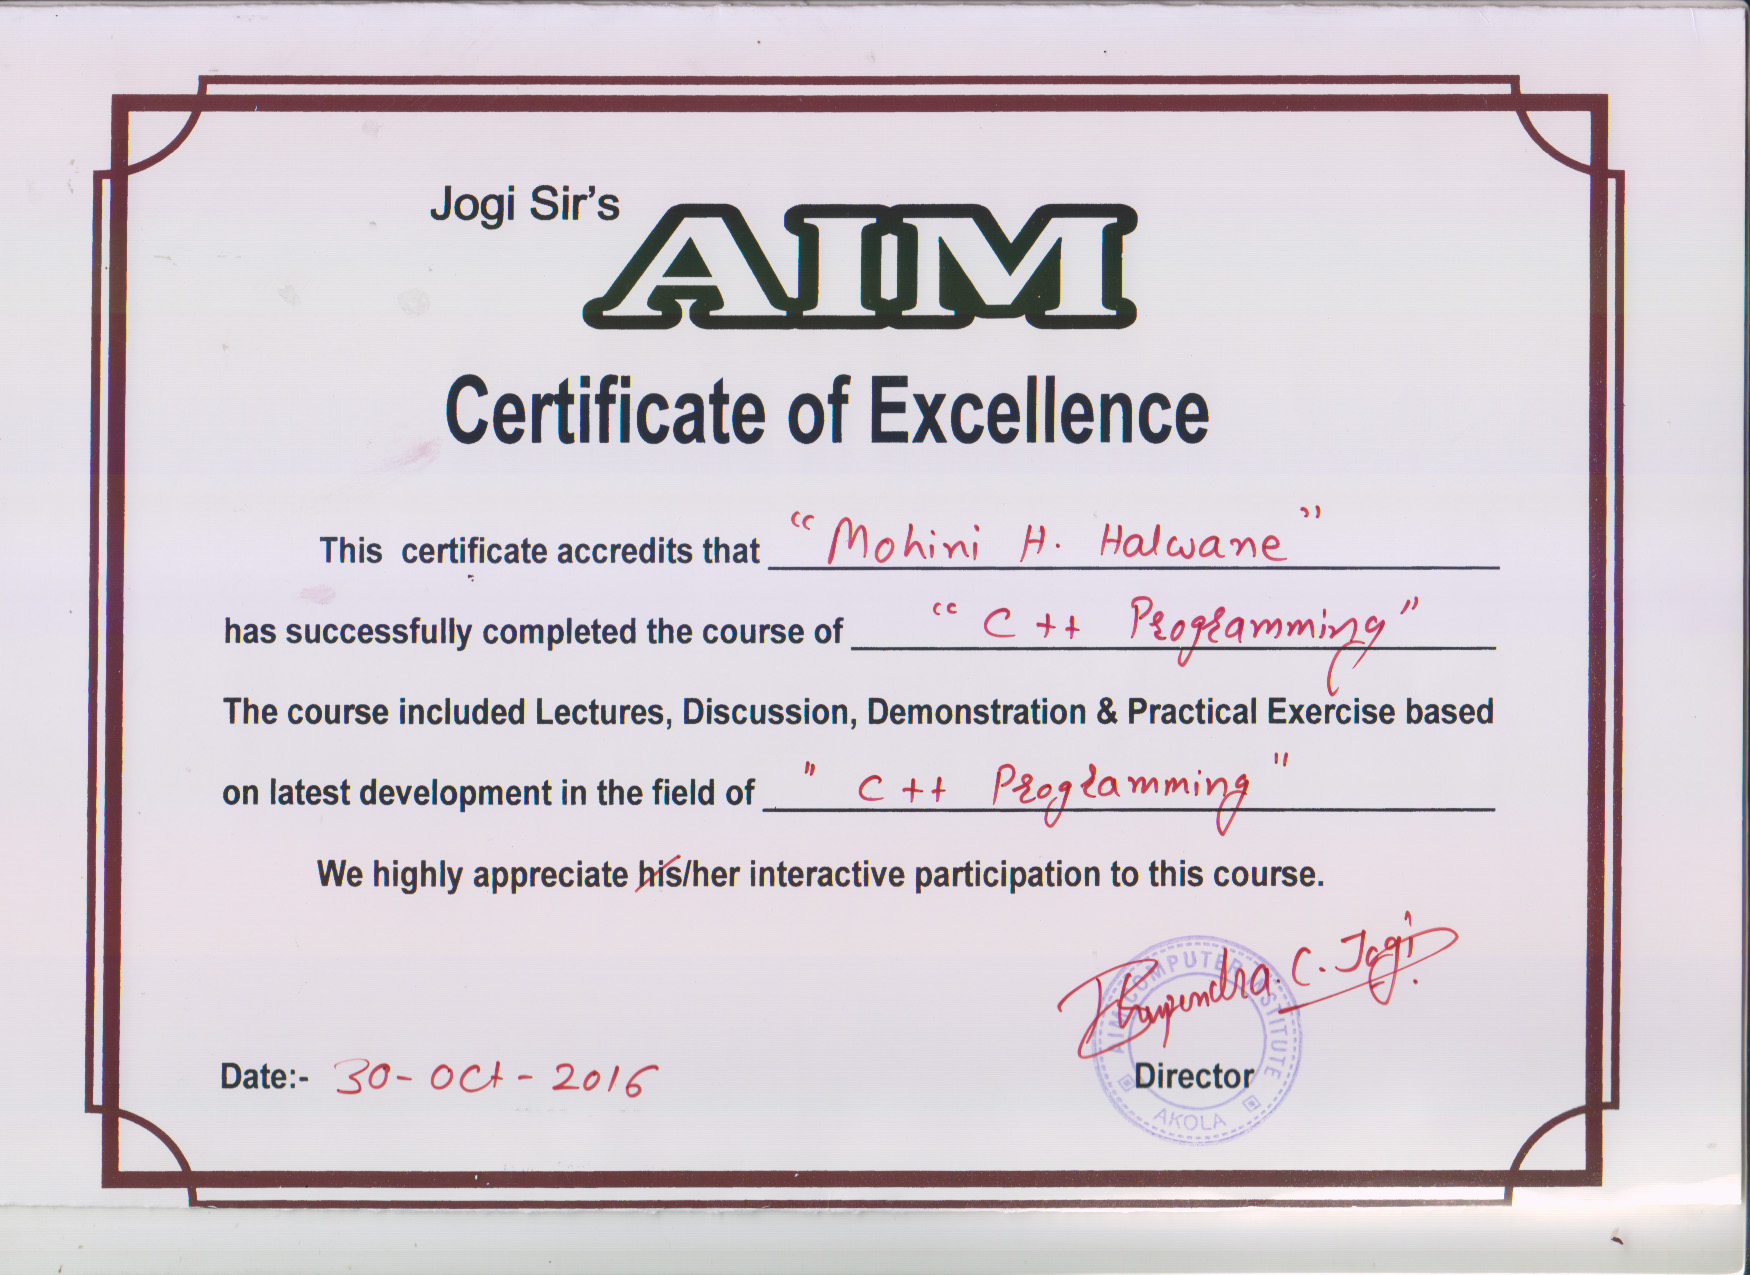 Jogi Sir's
AIM
Certificate of Excellence
This certificate accredits that "Mohini H. Halwane"
has successfully completed the course of "C++ Programming"
The course included Lectures, Discussion, Demonstration & Practical Exercise based
on latest development in the field of "C++ Programming"
We highly appreciate his/her interactive participation to this course.
C. Jogi
AIM COMPUTER INSTITUTE
Date:- 30-Oct-2016
Director
AKOLA